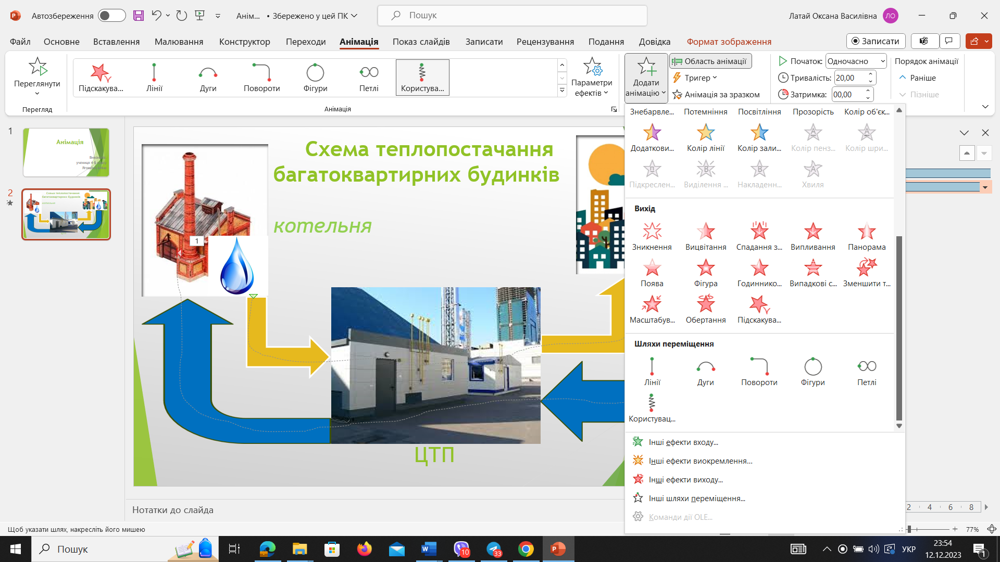 Автозбереження
Анім...
• Збережено у цей ПК
Пошук
Латай Оксана Василівна
ЛО
Файл
Основне
Вставлення
Малювання
Конструктор
Переходи
Анімація
Показ слайдів
Записати
Рецензування
Подання
Довідка
Формат зображення
Записати
Переглянути
Перегляд
Підскакува...
Лінії
Дуги
Повороти
Фігури
Петлі
Користува...
Анімація
Параметри
ефектів
Додати
анімацію
Область анімації
Тригер
Анімація за зразком
Початок:
Одночасно
Тривалість:
20,00
Затримка:
00,00
Порядок анімації
Раніше
Пізніше
1
Анімація
2
Схема теплопостачання
багатоквартирних будинків
котельня
1
ЦТП
Знебарвле...
Потемніння
Посвітління
Прозорість
Колір об'єк...
Додаткови...
Колір лінії
Колір зали...
Колір пенз...
Колір шри...
Підкреслен...
Виділення ...
Накладенн...
Хвиля
Вихід
Зникнення
Вицвітання
Спадання з...
Випливання
Панорама
Поява
Фігура
Годиннико...
Випадкові с...
Зменшити т...
Масштабув...
Обертання
Підскакува...
Шляхи переміщення
Лінії
Дуги
Повороти
Фігури
Петлі
Користувац...
Інші ефекти входу...
Інші ефекти виокремлення...
Інші ефекти виходу...
Інші шляхи переміщення...
Команди дії OLE...
2
4
6
8
Нотатки до слайда
Щоб указати шлях, накресліть його мишею
77%
Пошук
10
33
УКР
23:54
12.12.2023
1